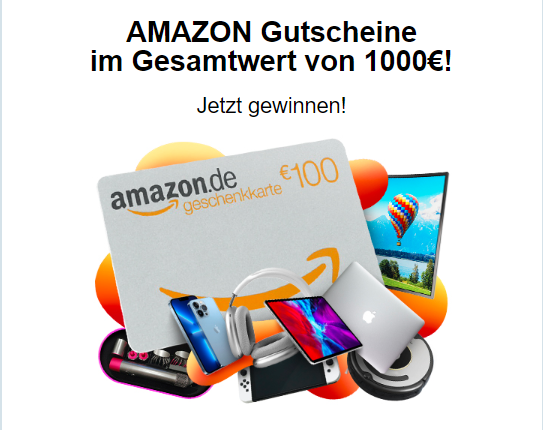 AMAZON Gutscheine
im Gesamtwert von 1000€!
Jetzt gewinnen!
€100
amazon.de
geschenkkarte